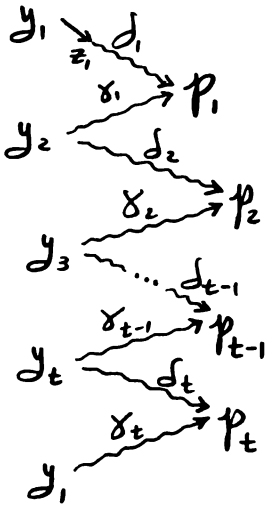 y₁ z₁ δ₁
γ₁ p₁
y₂ δ₂
γ₂ p₂
y₃ ... δₜ₋₁
γₜ₋₁ pₜ₋₁
yₜ δₜ
γₜ pₜ
y₁